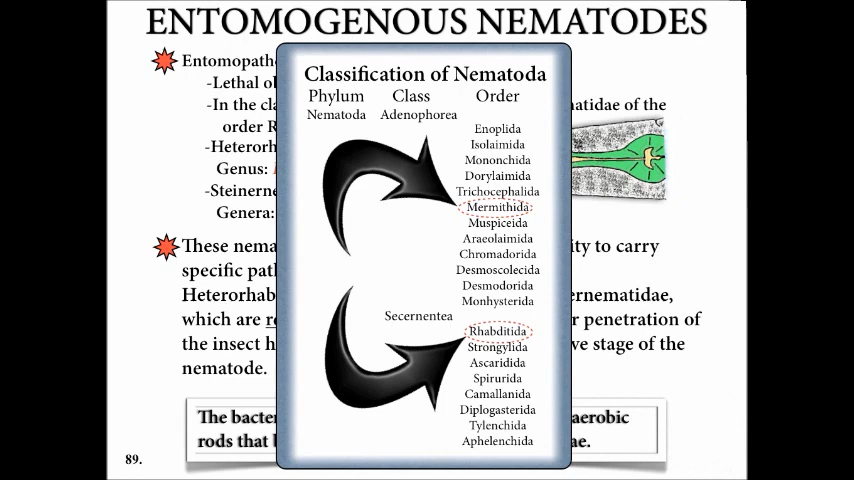 ENTOMOGENOUS NEMATODES
Entomopath
-Lethal ob
-In the cla
order R
-Heterorh
Genus:
-Steinerne
Genera:
These nema
specific pat
Heterorhab
which are re
the insect h
nematode.
The bacter
rods that
Classification of Nematoda
Phylum Class Order
Nematoda Adenophorea
Enoplida
Isolaimida
Mononchida
Dorylaimida
Trichocephalida
Mermithida
Muspiceida
Araeolaimida
Chromadorida
Desmoscolecida
Desmodorida
Monhysterida
Secernentea
Rhabditida
Strongylida
Ascaridida
Spirurida
Camallanida
Diplogasterida
Tylenchida
Aphelenchida
matidae of the
ity to carry
ernematidae,
r penetration of
ve stage of the
aerobic
ae.
89.